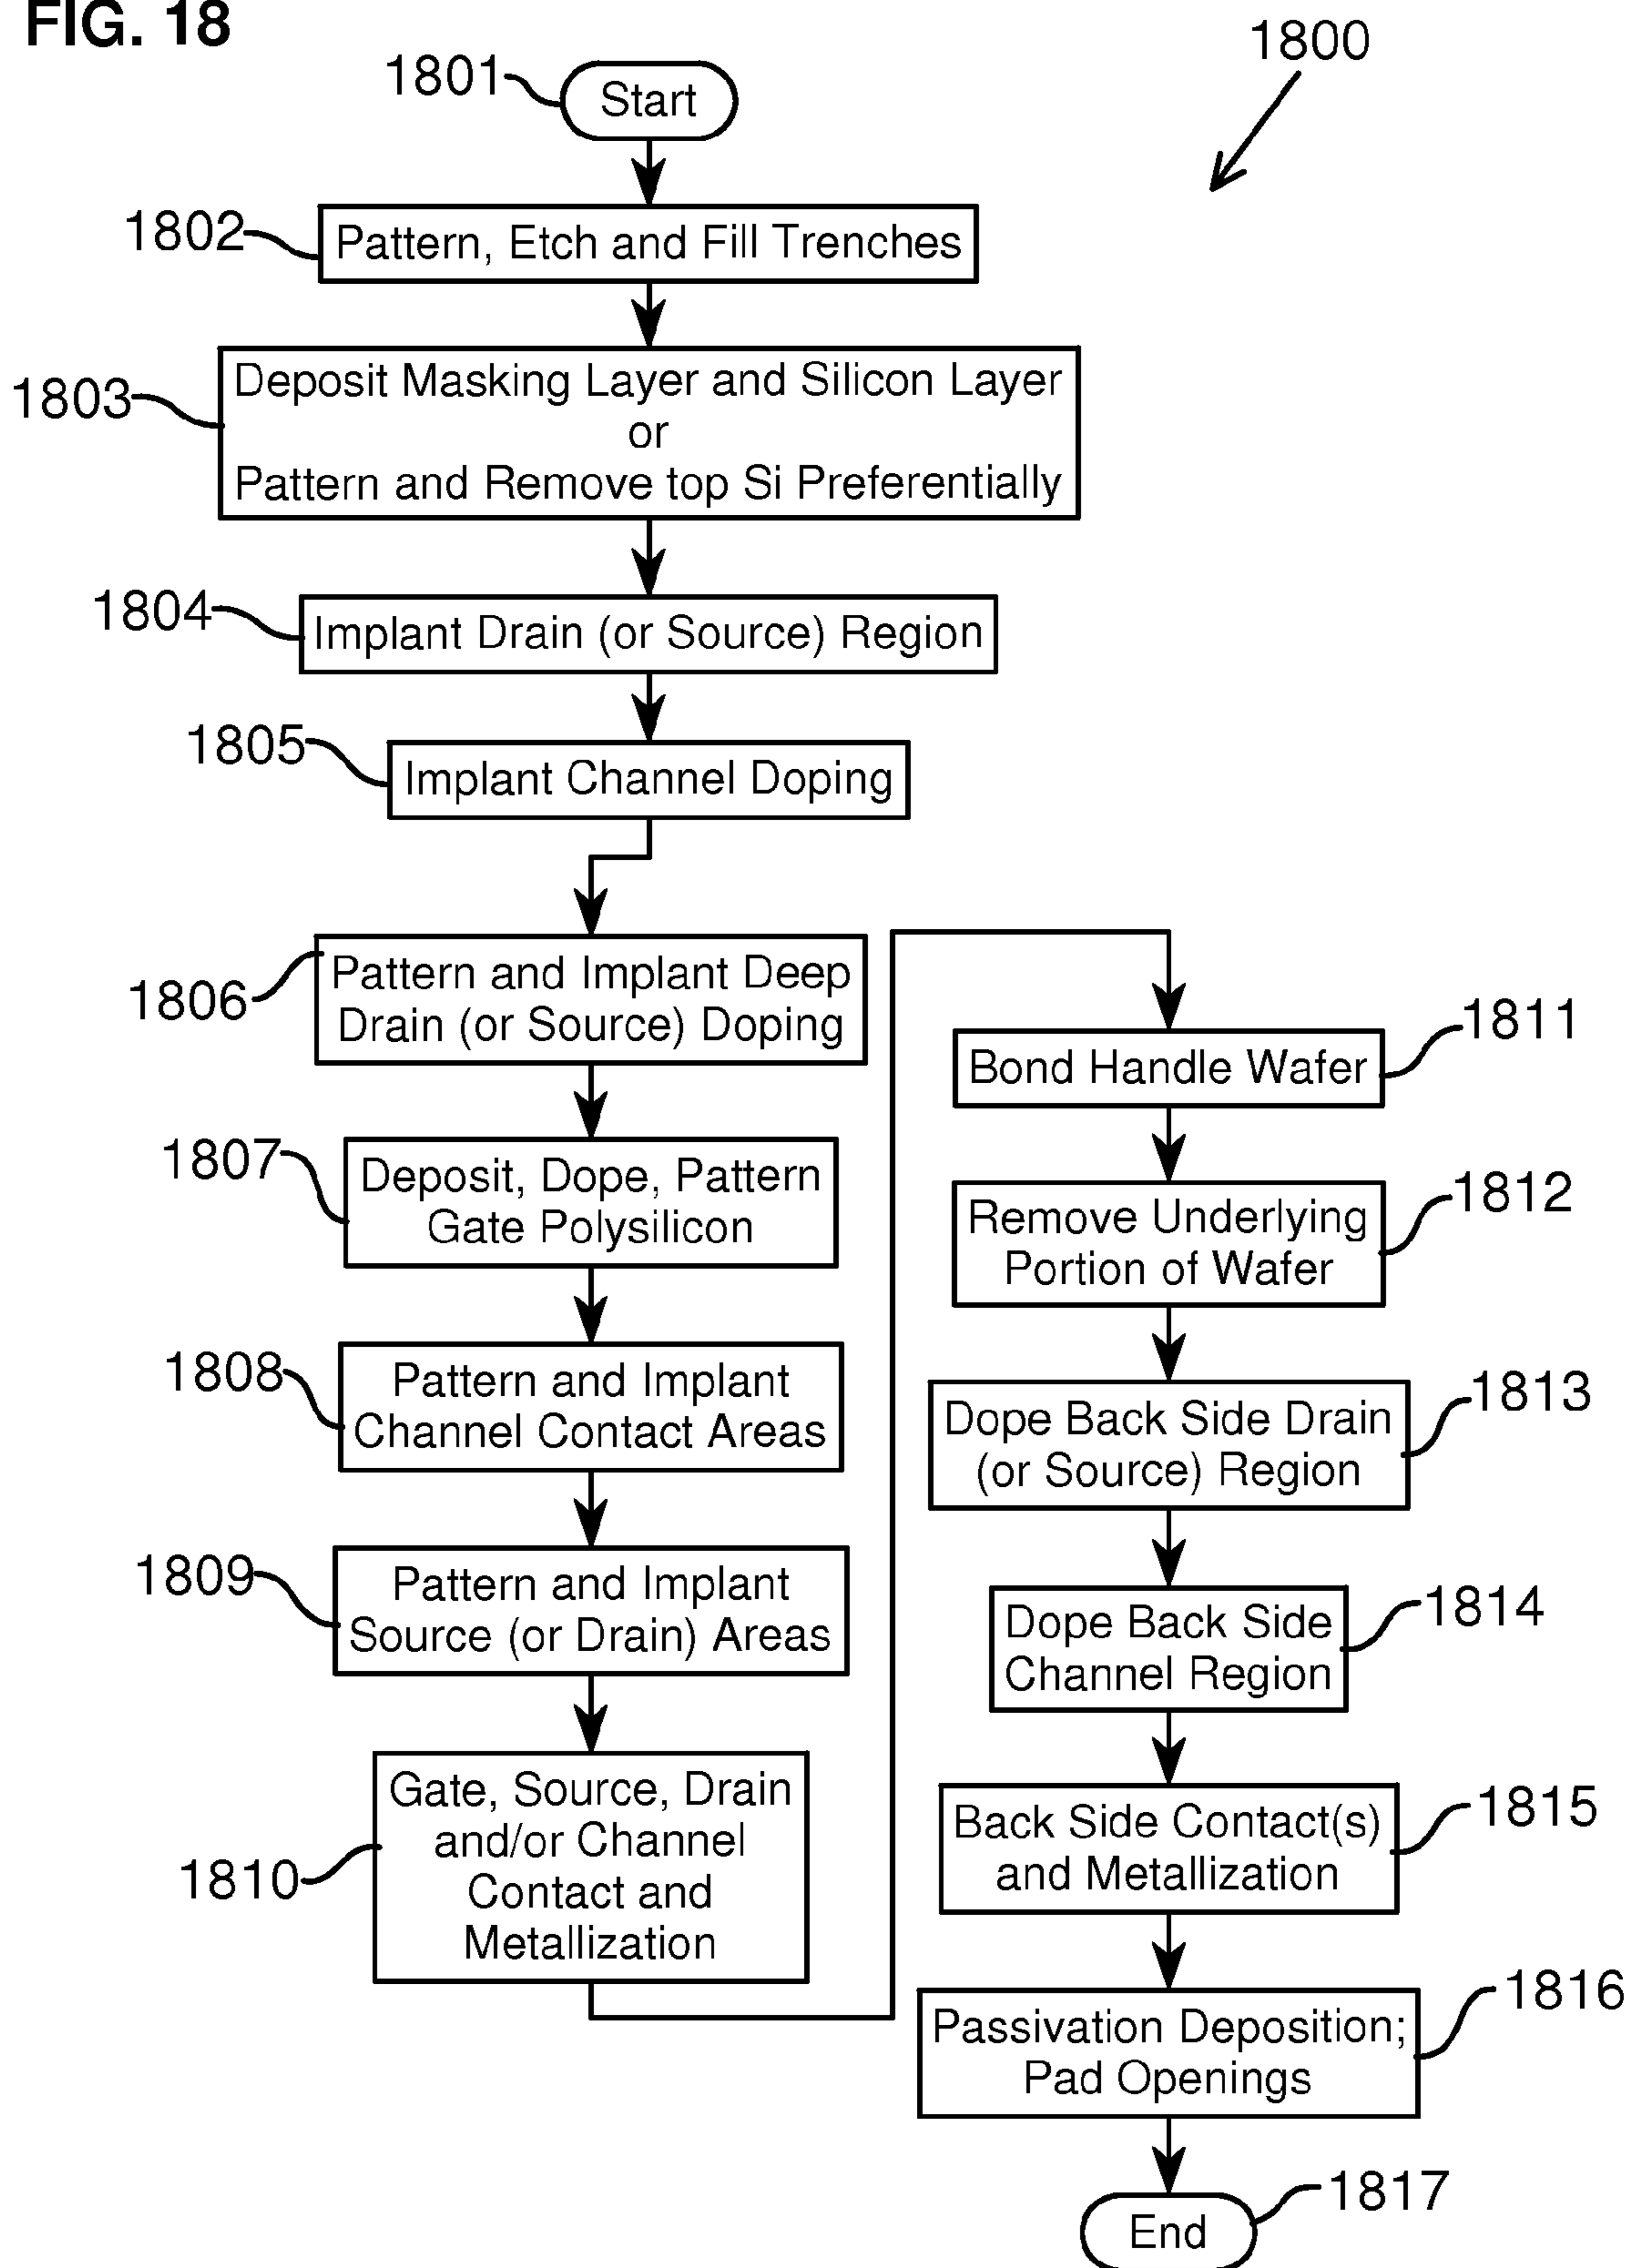 FIG. 18
1800
1801
Start
1802
Pattern, Etch and Fill Trenches
1803
Deposit Masking Layer and Silicon Layer
or
Pattern and Remove top Si Preferentially
1804
Implant Drain (or Source) Region
1805
Implant Channel Doping
1806
Pattern and Implant Deep
Drain (or Source) Doping
1807
Deposit, Dope, Pattern
Gate Polysilicon
1808
Pattern and Implant
Channel Contact Areas
1809
Pattern and Implant
Source (or Drain) Areas
1810
Gate, Source, Drain
and/or Channel
Contact and
Metallization
1811
Bond Handle Wafer
1812
Remove Underlying
Portion of Wafer
1813
Dope Back Side Drain
(or Source) Region
1814
Dope Back Side
Channel Region
1815
Back Side Contact(s)
and Metallization
1816
Passivation Deposition;
Pad Openings
1817
End